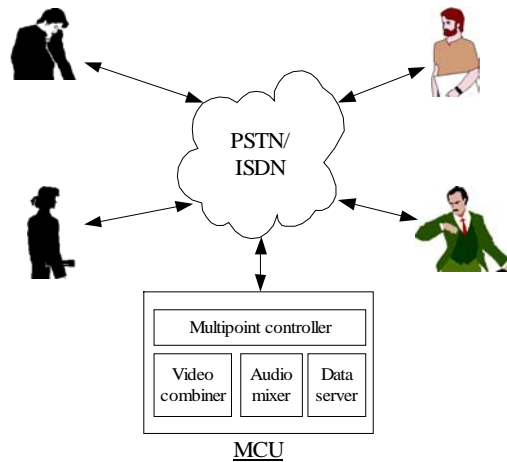 PSTN/
ISDN
Multipoint controller
Video
combiner
Audio
mixer
Data
server
MCU